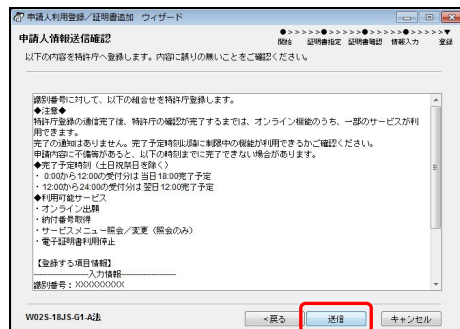 申請人利用登録／証明書追加　ウィザード
申請人情報送信確認
●>>>>>●>>>>>●>>>>>●>>>>>▼
開始　証明書指定　証明書確認　情報入力　登録
以下の内容を特許庁へ登録します。内容に誤りの無いことをご確認ください。
識別番号に対して、以下の組合せを特許庁登録します。
◆注意◆
特許庁登録の通信完了後、特許庁の確認が完了するまでは、オンライン機能のうち、一部のサービスが利
用できます。
完了の通知はありません。完了予定時刻以降に制限中の機能が利用できるかご確認ください。
申請内容に不備等があると、以下の時刻までに完了できない場合があります。
◆完了予定時刻（土日祝祭日を除く）
・ 0:00から12:00の受付分は 当日18:00完了予定
・ 12:00から24:00の受付分は 翌日12:00完了予定
◆利用可能サービス
・オンライン出願
・納付番号取得
・サービスメニュー照会／変更（照会のみ）
・電子証明書利用停止
【登録する項目情報】
--------------------入力情報--------------------
識別番号：XXXXXXXXX
W02S-18JS-G1-A法
<戻る
送信
キャンセル